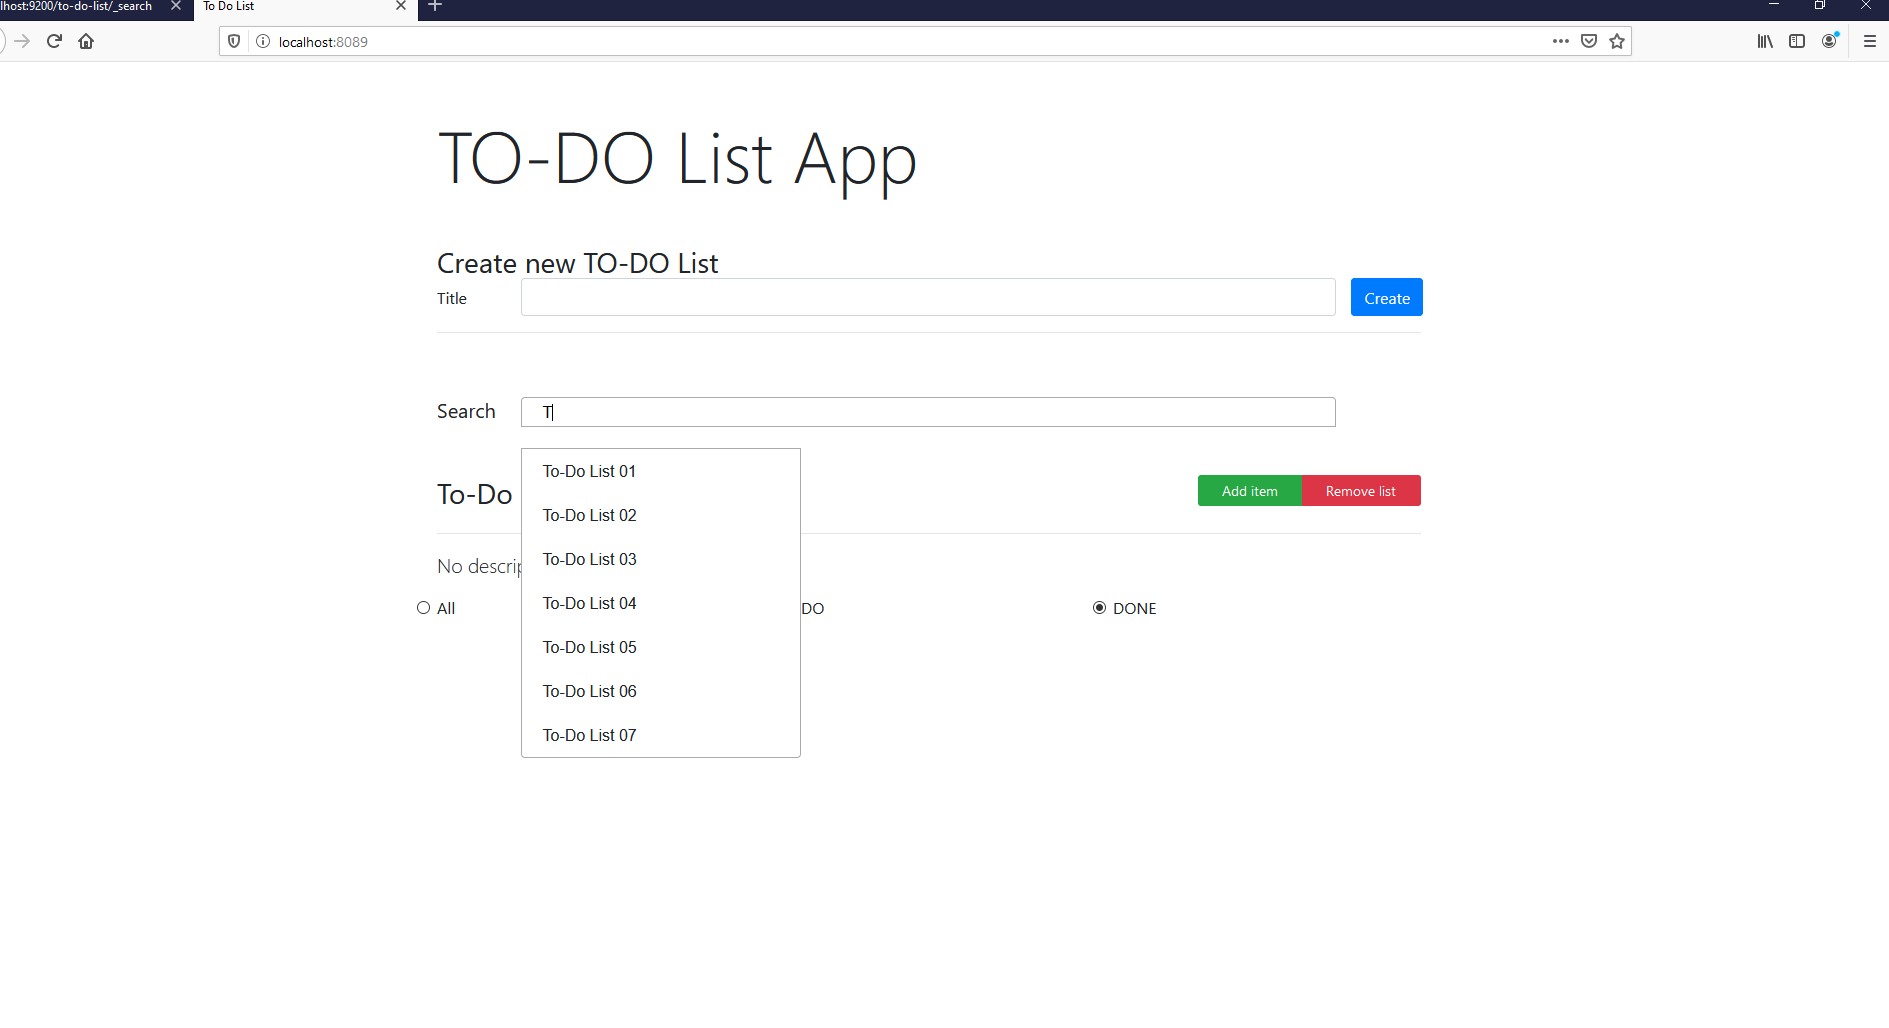 lhost:9200/to-do-list/_search To Do List
localhost:8089
TO-DO List App
Create new TO-DO List
Title Create
Search T
To-Do Add item Remove list
No descrip
All DO DONE
To-Do List 01
To-Do List 02
To-Do List 03
To-Do List 04
To-Do List 05
To-Do List 06
To-Do List 07